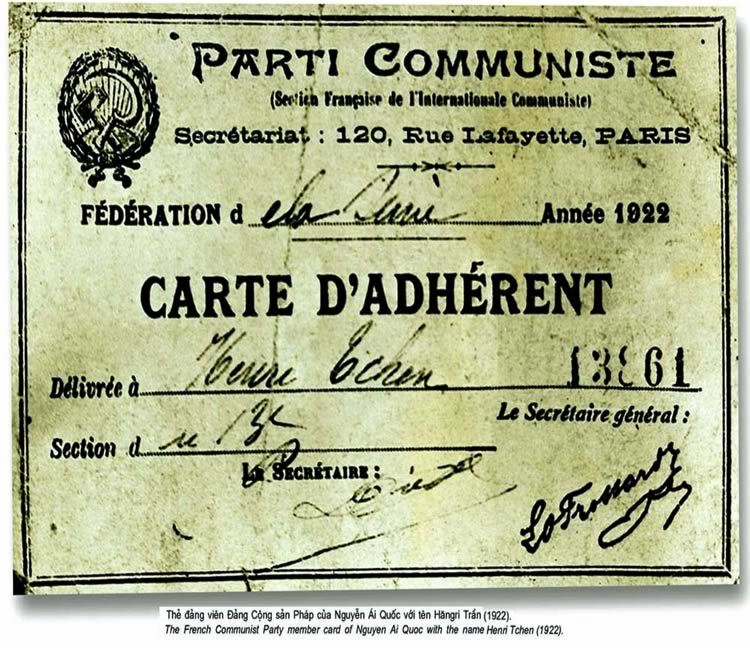 PARTI COMMUNISTE
(Section Française de l'Internationale Communiste)
Secrétariat : 120, Rue Lafayette, PARIS
FÉDÉRATION d e la Seine Année 1922
CARTE D'ADHÉRENT
Délivrée à Henri Tchen 13861
Le Secrétaire général :
Section d u 13e
LE SECRÉTAIRE :
LO Frossard
Thẻ đảng viên Đảng Cộng sản Pháp của Nguyễn Ái Quốc với tên Hăngri Trần (1922).
The French Communist Party member card of Nguyen Ai Quoc with the name Henri Tchen (1922).